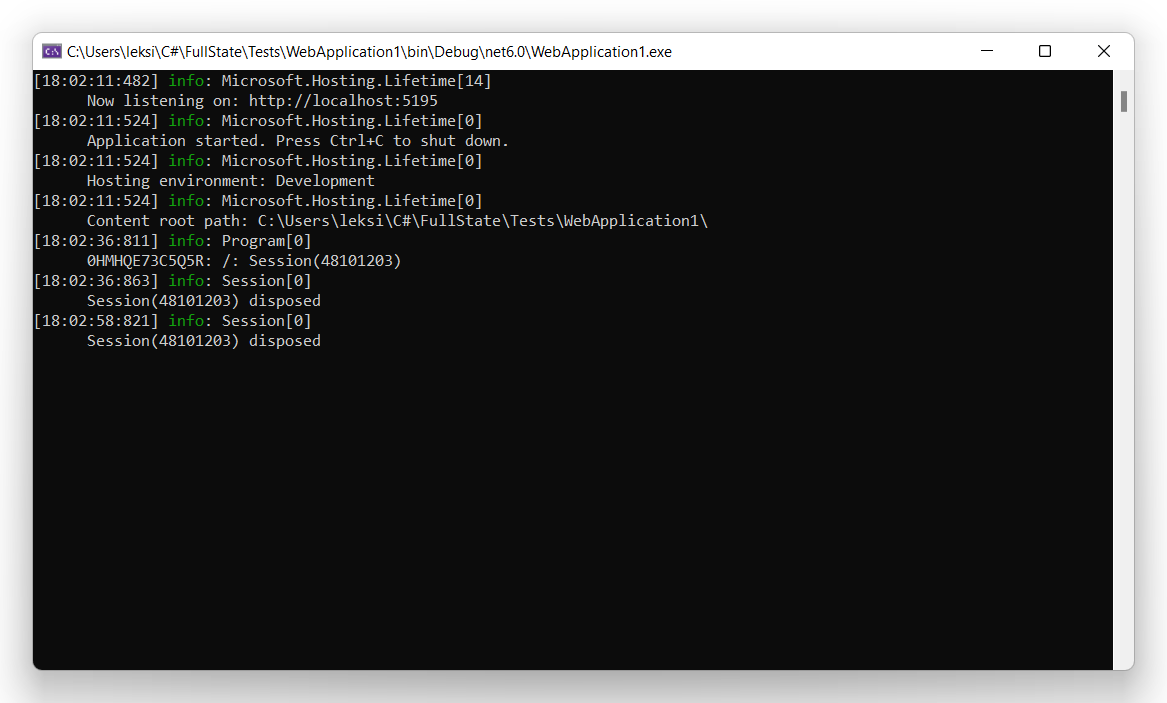 C:\Users\leksi\C#\FullState\Tests\WebApplication1\bin\Debug\net6.0\WebApplication1.exe
[18:02:11:482] info: Microsoft.Hosting.Lifetime[14]
      Now listening on: http://localhost:5195
[18:02:11:524] info: Microsoft.Hosting.Lifetime[0]
      Application started. Press Ctrl+C to shut down.
[18:02:11:524] info: Microsoft.Hosting.Lifetime[0]
      Hosting environment: Development
[18:02:11:524] info: Microsoft.Hosting.Lifetime[0]
      Content root path: C:\Users\leksi\C#\FullState\Tests\WebApplication1\
[18:02:36:811] info: Program[0]
      0HMHQE73C5Q5R: /: Session(48101203)
[18:02:36:863] info: Session[0]
      Session(48101203) disposed
[18:02:58:821] info: Session[0]
      Session(48101203) disposed